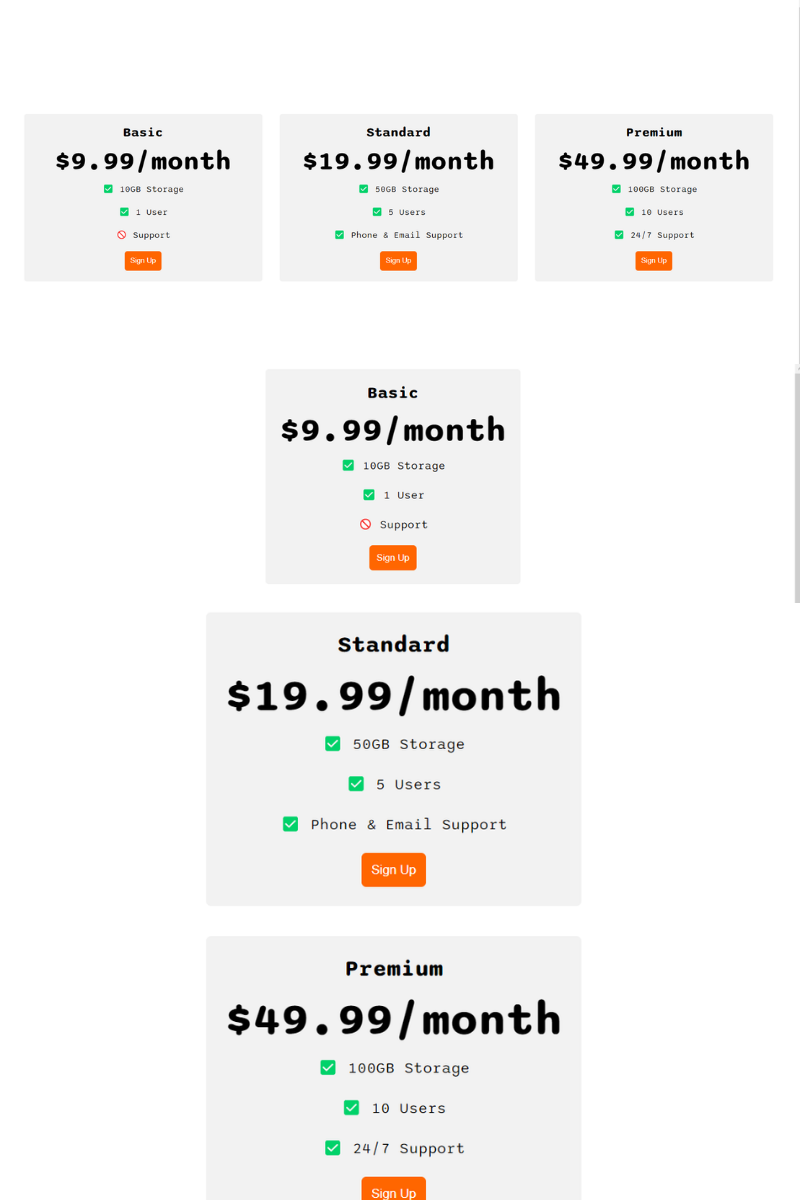 Basic
$9.99/month
10GB Storage
1 User
Support
Sign Up
Standard
$19.99/month
50GB Storage
5 Users
Phone & Email Support
Sign Up
Premium
$49.99/month
100GB Storage
10 Users
24/7 Support
Sign Up
Basic
$9.99/month
10GB Storage
1 User
Support
Sign Up
Standard
$19.99/month
50GB Storage
5 Users
Phone & Email Support
Sign Up
Premium
$49.99/month
100GB Storage
10 Users
24/7 Support
Sign Up